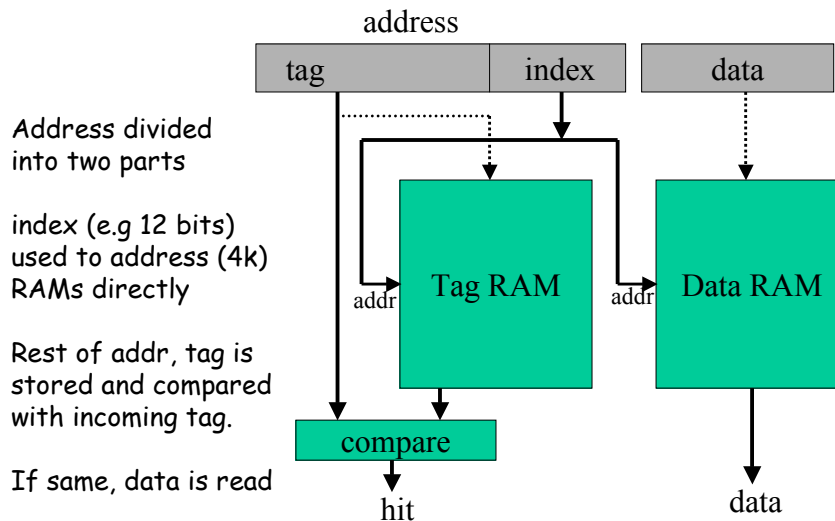 address
tag
index
data
Address divided
into two parts
index (e.g 12 bits)
used to address (4k)
RAMs directly
addr
Tag RAM
addr
Data RAM
Rest of addr, tag is
stored and compared
with incoming tag.
compare
If same, data is read
hit
data